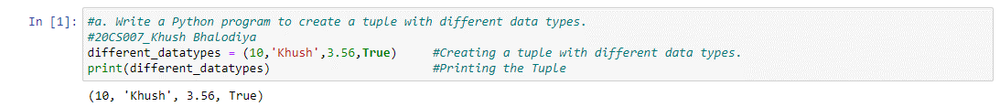 In [1]: #a. Write a Python program to create a tuple with different data types.
#20CS007_Khush Bhalodiya
different_datatypes = (10,'Khush',3.56,True)     #Creating a tuple with different data types.
print(different_datatypes)                       #Printing the Tuple
(10, 'Khush', 3.56, True)